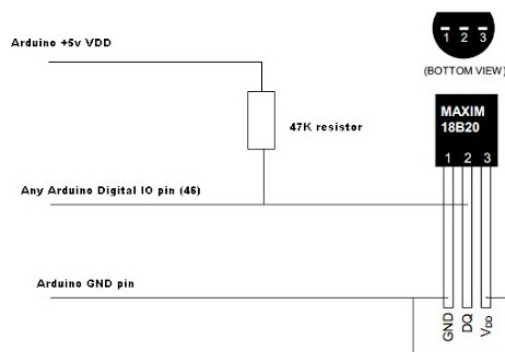 Arduino +5v VDD
1 2 3
(BOTTOM VIEW)
MAXIM
18B20
47K resistor
1 2 3
Any Arduino Digital IO pin (46)
Arduino GND pin
GND
DQ
VDD